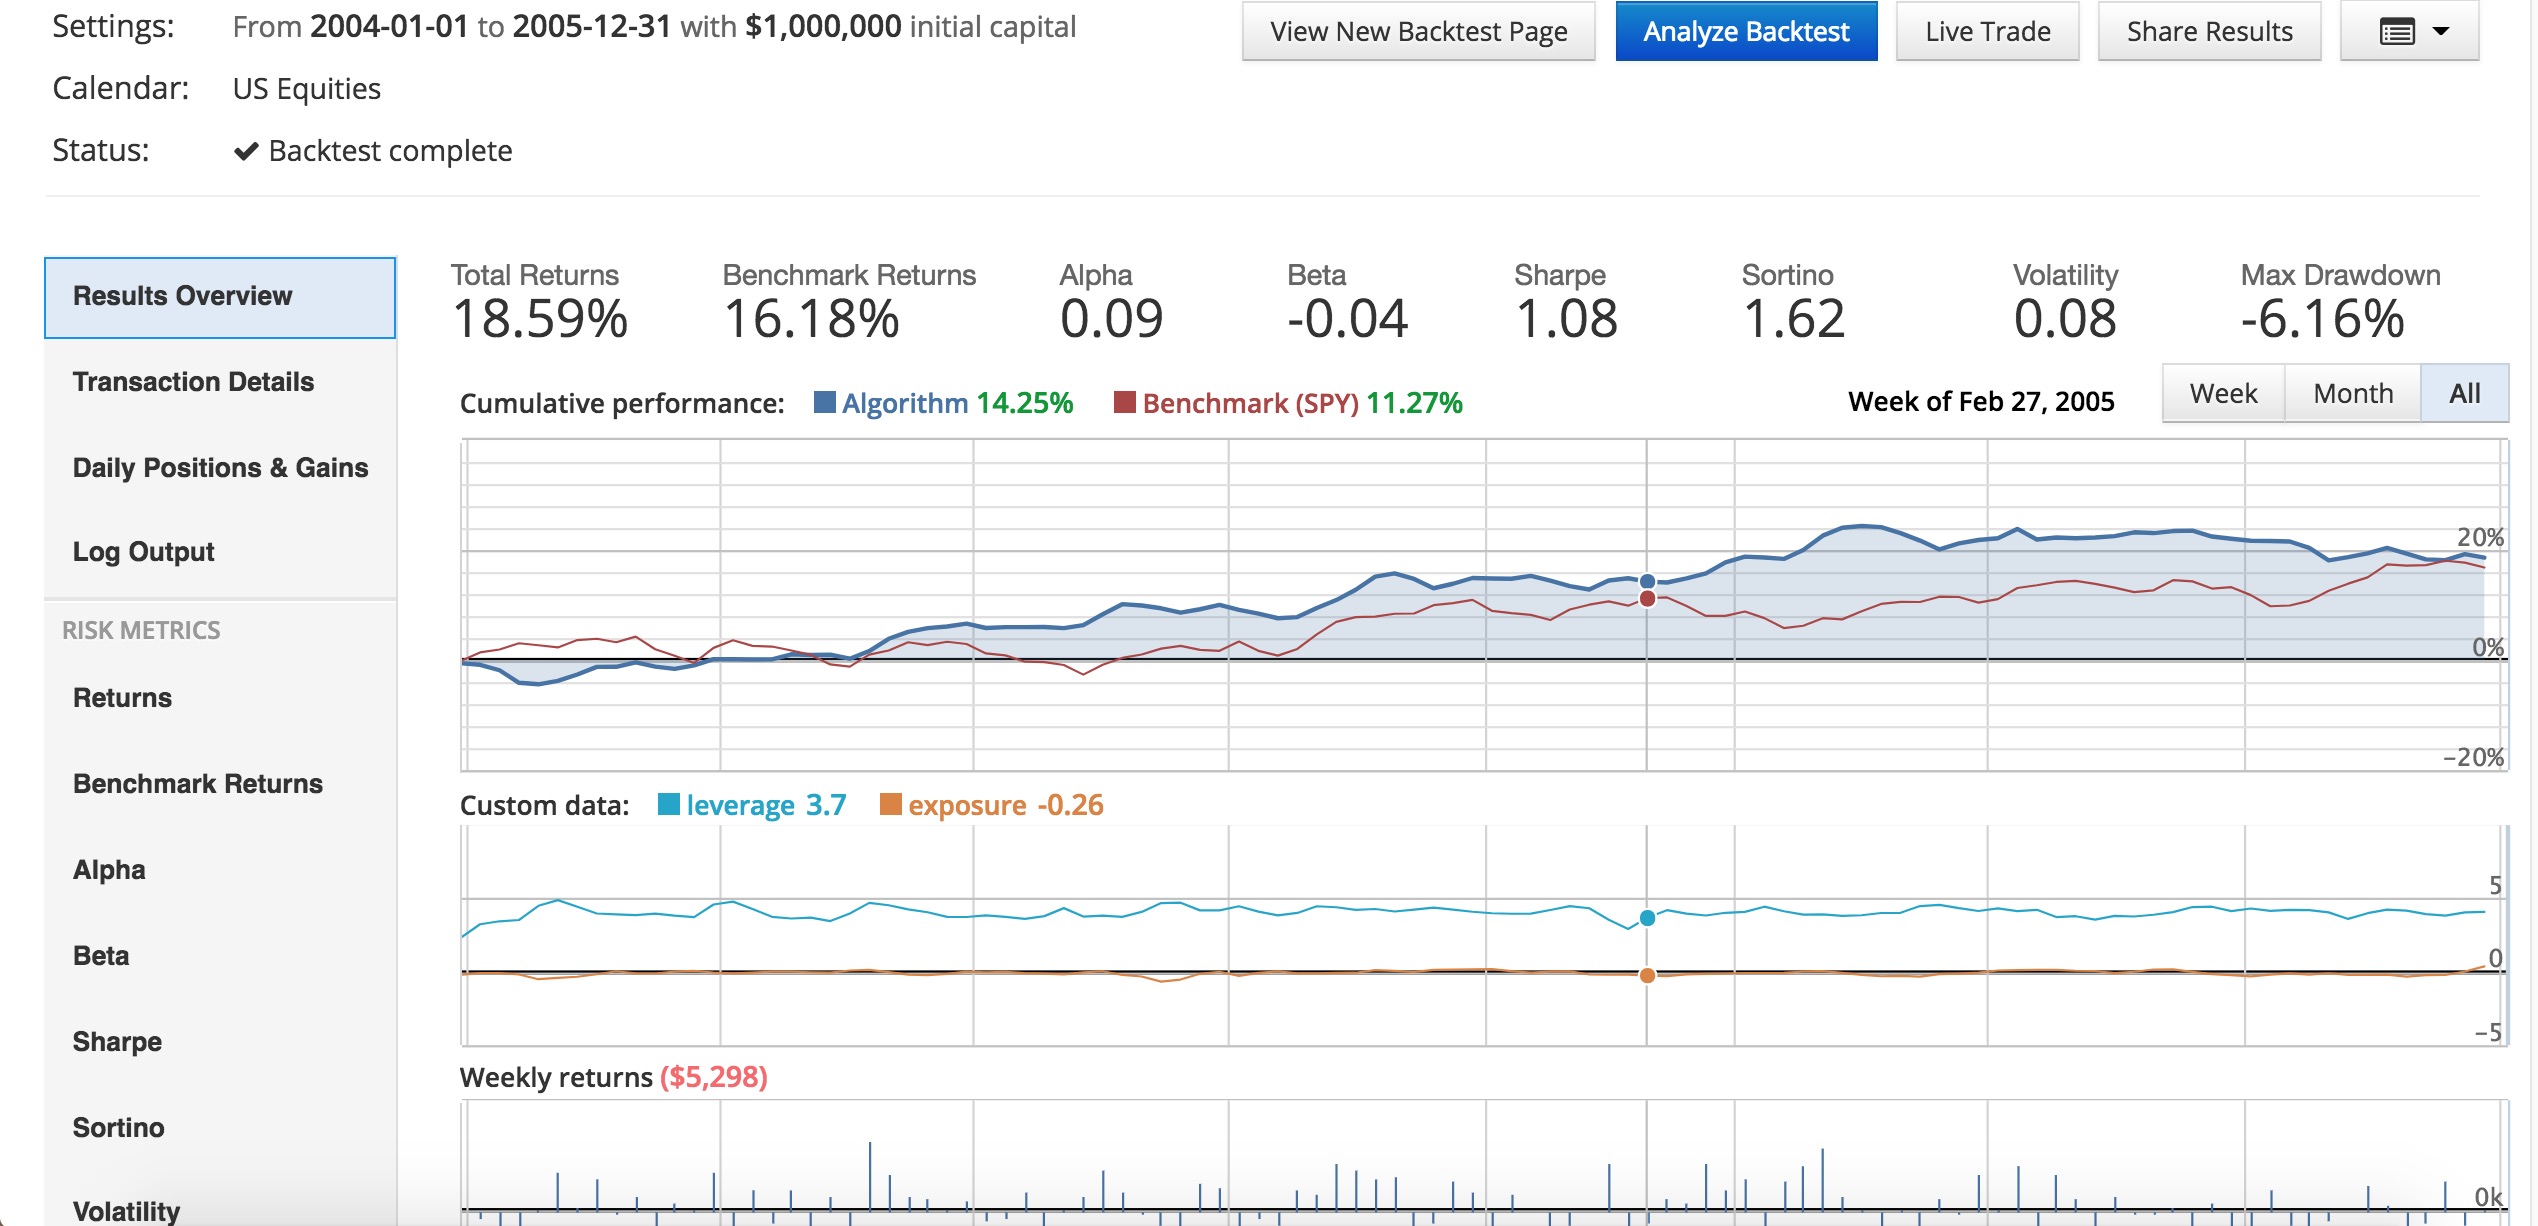 Settings: From 2004-01-01 to 2005-12-31 with $1,000,000 initial capital
View New Backtest Page Analyze Backtest Live Trade Share Results
Calendar: US Equities
Status: ✔ Backtest complete
Results Overview
Transaction Details
Daily Positions & Gains
Log Output
RISK METRICS
Returns
Benchmark Returns
Alpha
Beta
Sharpe
Sortino
Volatility
Total Returns Benchmark Returns Alpha Beta Sharpe Sortino Volatility Max Drawdown
18.59% 16.18% 0.09 -0.04 1.08 1.62 0.08 -6.16%
Cumulative performance: Algorithm 14.25% Benchmark (SPY) 11.27% Week of Feb 27, 2005 Week Month All
20%
0%
−20%
Custom data: leverage 3.7 exposure -0.26
5
0
−5
Weekly returns ($5,298)
0k